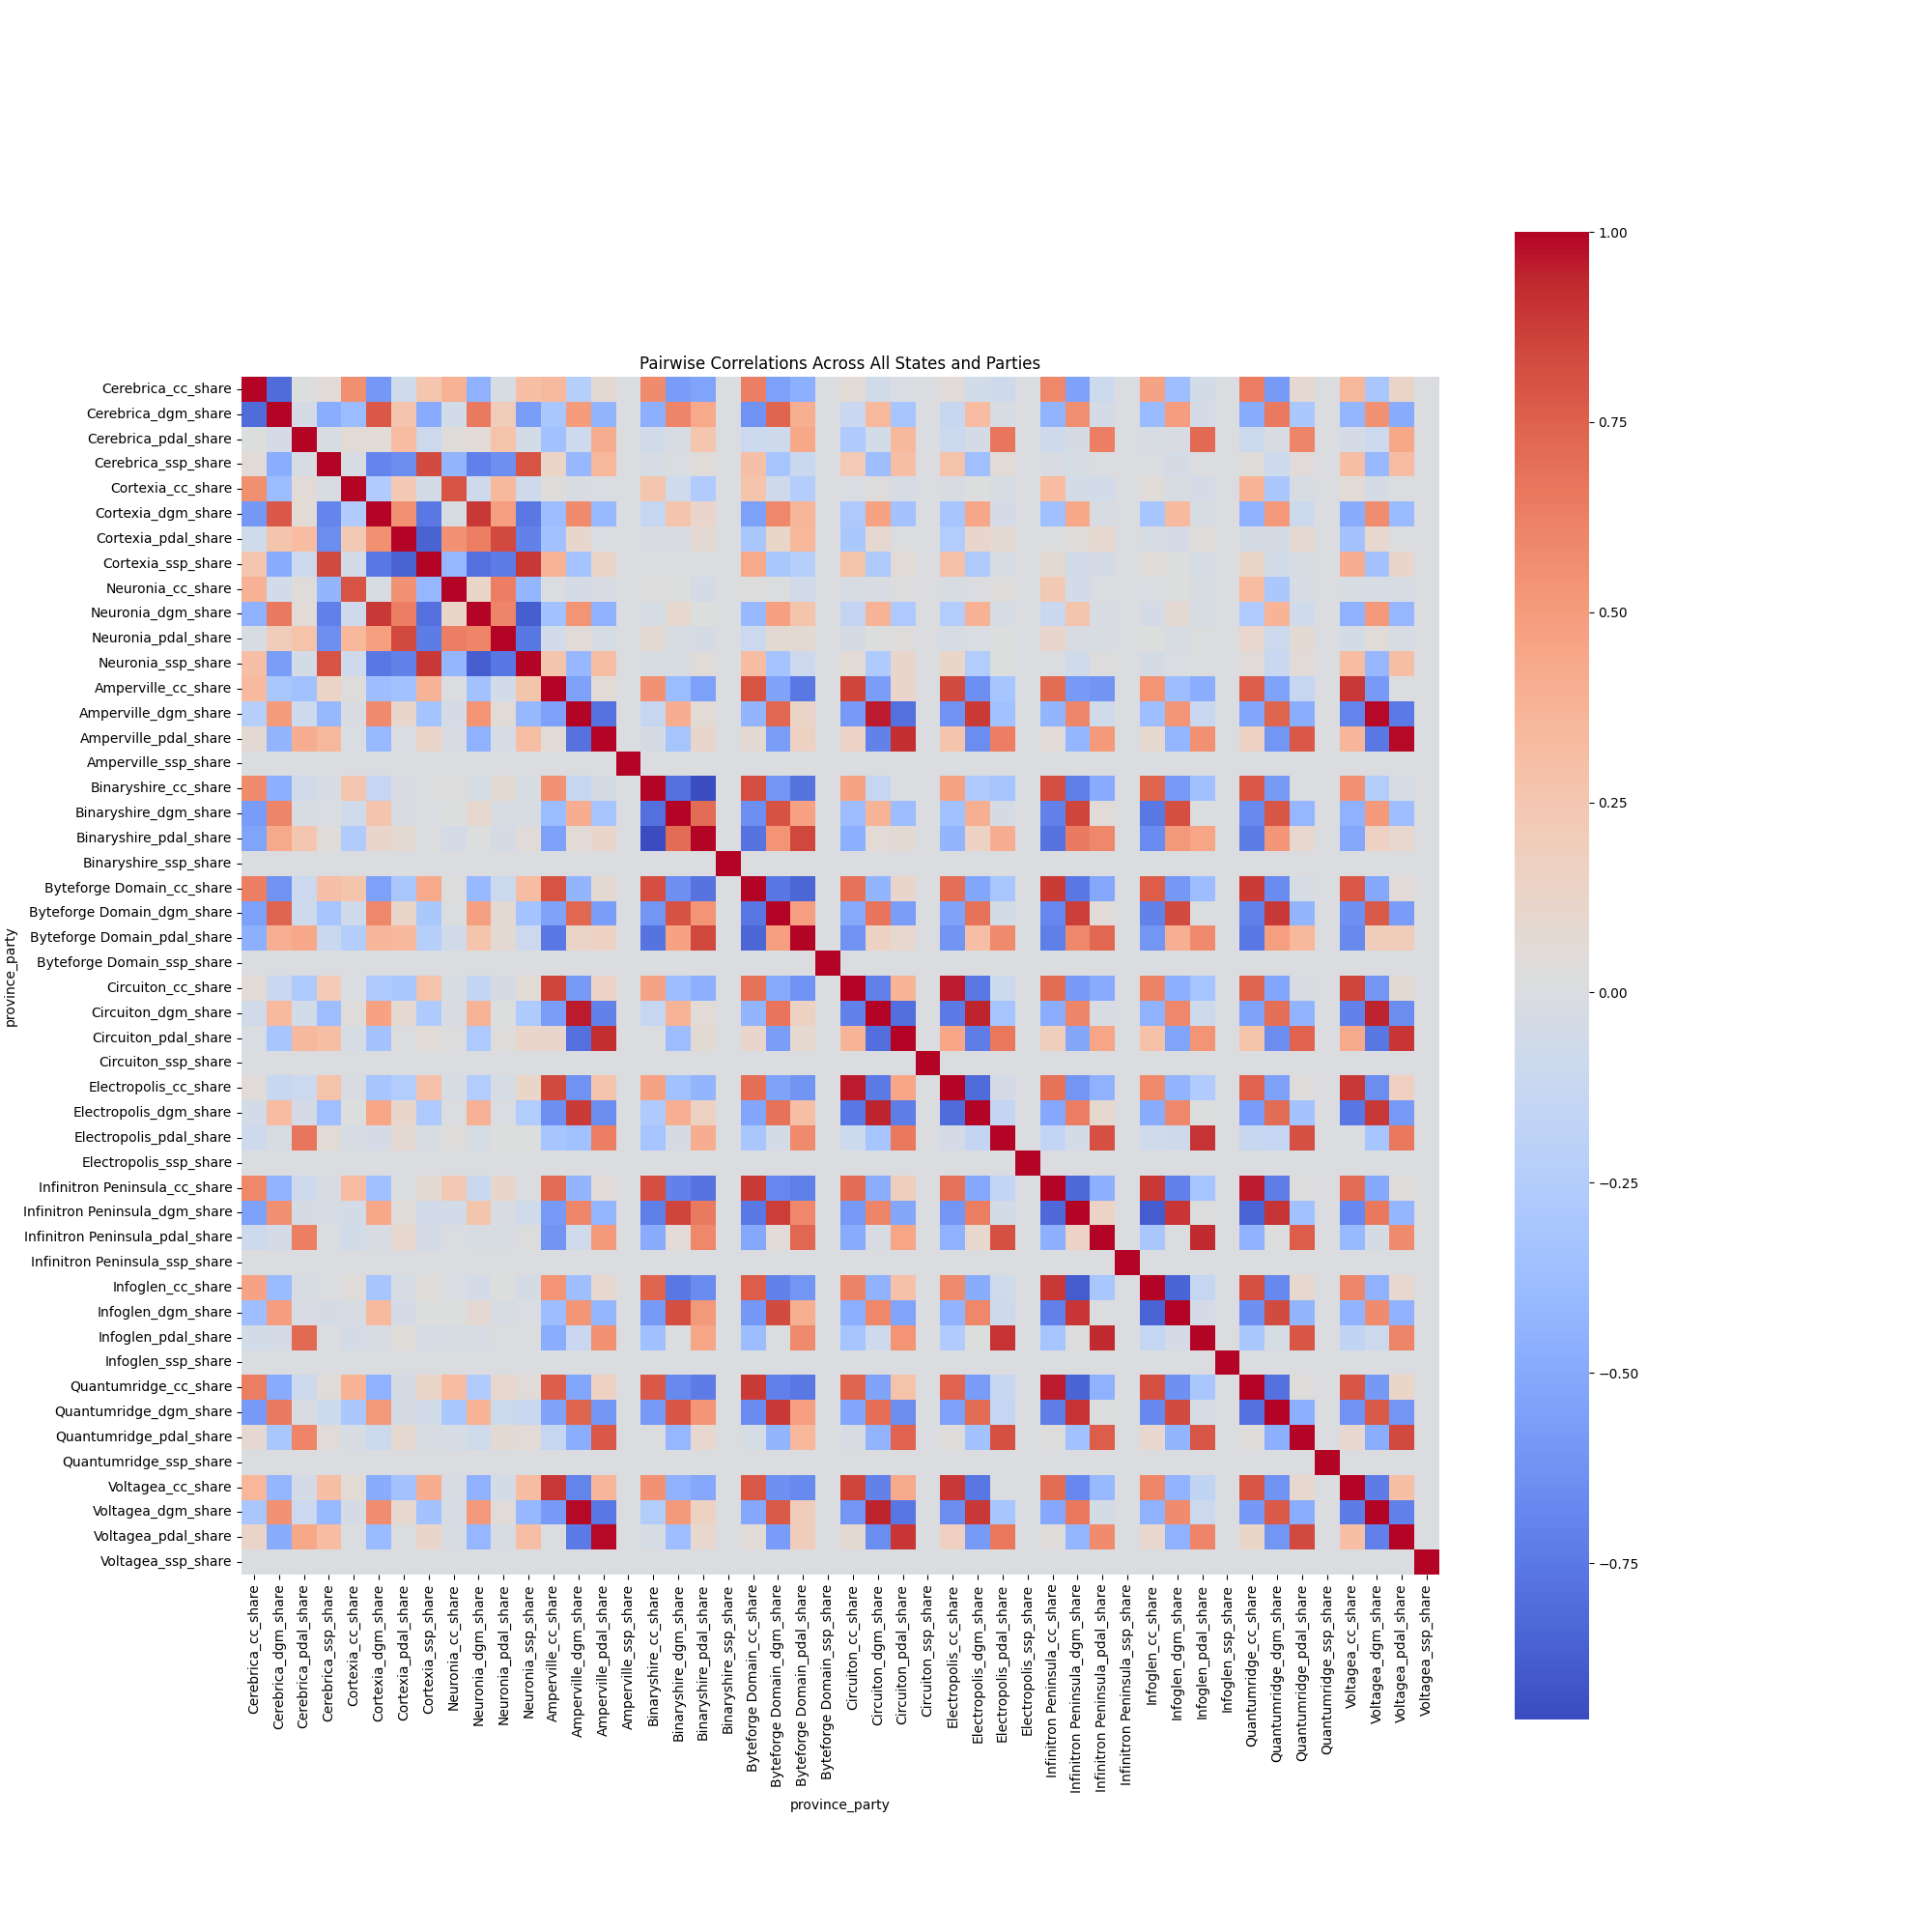 Pairwise Correlations Across All States and Parties
province_party
Cerebrica_cc_share
Cerebrica_dgm_share
Cerebrica_pdal_share
Cerebrica_ssp_share
Cortexia_cc_share
Cortexia_dgm_share
Cortexia_pdal_share
Cortexia_ssp_share
Neuronia_cc_share
Neuronia_dgm_share
Neuronia_pdal_share
Neuronia_ssp_share
Amperville_cc_share
Amperville_dgm_share
Amperville_pdal_share
Amperville_ssp_share
Binaryshire_cc_share
Binaryshire_dgm_share
Binaryshire_pdal_share
Binaryshire_ssp_share
Byteforge Domain_cc_share
Byteforge Domain_dgm_share
Byteforge Domain_pdal_share
Byteforge Domain_ssp_share
Circuiton_cc_share
Circuiton_dgm_share
Circuiton_pdal_share
Circuiton_ssp_share
Electropolis_cc_share
Electropolis_dgm_share
Electropolis_pdal_share
Electropolis_ssp_share
Infinitron Peninsula_cc_share
Infinitron Peninsula_dgm_share
Infinitron Peninsula_pdal_share
Infinitron Peninsula_ssp_share
Infoglen_cc_share
Infoglen_dgm_share
Infoglen_pdal_share
Infoglen_ssp_share
Quantumridge_cc_share
Quantumridge_dgm_share
Quantumridge_pdal_share
Quantumridge_ssp_share
Voltagea_cc_share
Voltagea_dgm_share
Voltagea_pdal_share
Voltagea_ssp_share
Cerebrica_cc_share
Cerebrica_dgm_share
Cerebrica_pdal_share
Cerebrica_ssp_share
Cortexia_cc_share
Cortexia_dgm_share
Cortexia_pdal_share
Cortexia_ssp_share
Neuronia_cc_share
Neuronia_dgm_share
Neuronia_pdal_share
Neuronia_ssp_share
Amperville_cc_share
Amperville_dgm_share
Amperville_pdal_share
Amperville_ssp_share
Binaryshire_cc_share
Binaryshire_dgm_share
Binaryshire_pdal_share
Binaryshire_ssp_share
Byteforge Domain_cc_share
Byteforge Domain_dgm_share
Byteforge Domain_pdal_share
Byteforge Domain_ssp_share
Circuiton_cc_share
Circuiton_dgm_share
Circuiton_pdal_share
Circuiton_ssp_share
Electropolis_cc_share
Electropolis_dgm_share
Electropolis_pdal_share
Electropolis_ssp_share
Infinitron Peninsula_cc_share
Infinitron Peninsula_dgm_share
Infinitron Peninsula_pdal_share
Infinitron Peninsula_ssp_share
Infoglen_cc_share
Infoglen_dgm_share
Infoglen_pdal_share
Infoglen_ssp_share
Quantumridge_cc_share
Quantumridge_dgm_share
Quantumridge_pdal_share
Quantumridge_ssp_share
Voltagea_cc_share
Voltagea_dgm_share
Voltagea_pdal_share
Voltagea_ssp_share
province_party
1.00
0.75
0.50
0.25
0.00
−0.25
−0.50
−0.75